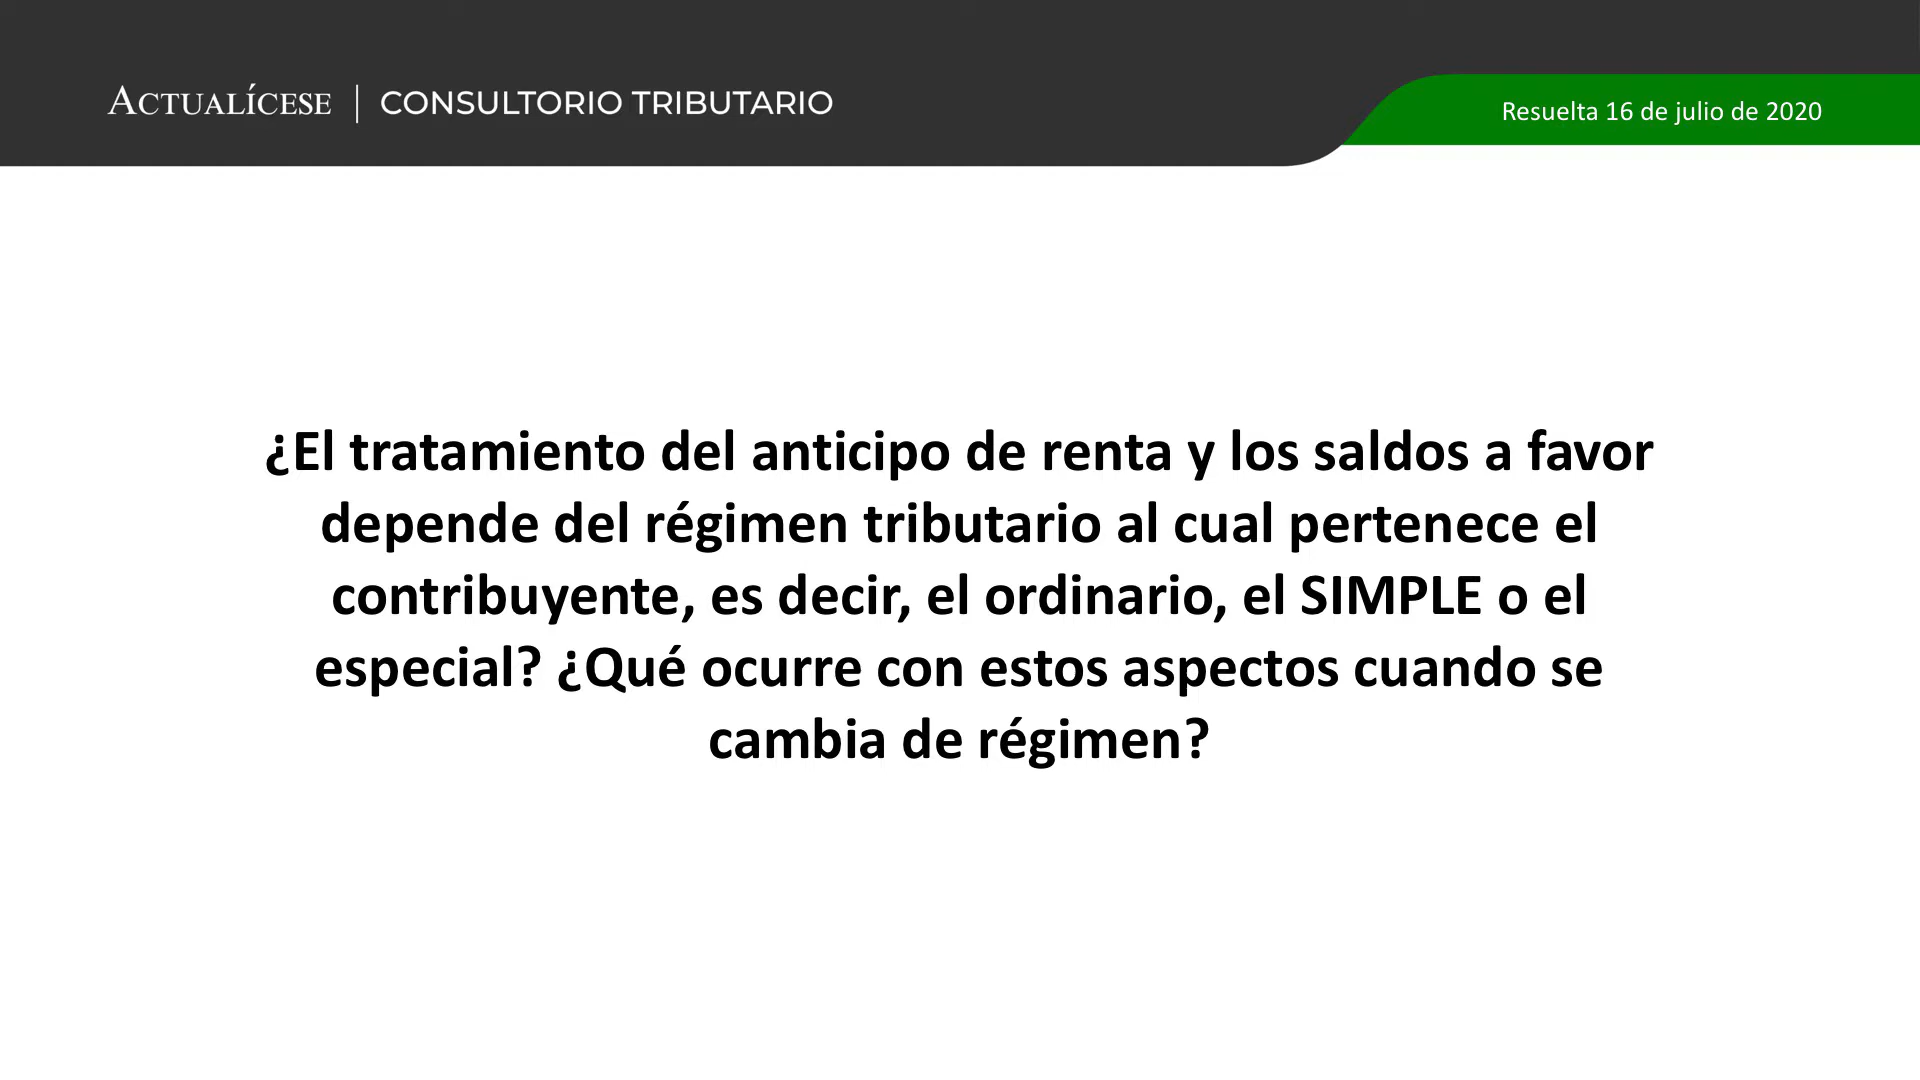 ACTUALÍCESE | CONSULTORIO TRIBUTARIO
Resuelta 16 de julio de 2020
¿El tratamiento del anticipo de renta y los saldos a favor
depende del régimen tributario al cual pertenece el
contribuyente, es decir, el ordinario, el SIMPLE o el
especial? ¿Qué ocurre con estos aspectos cuando se
cambia de régimen?